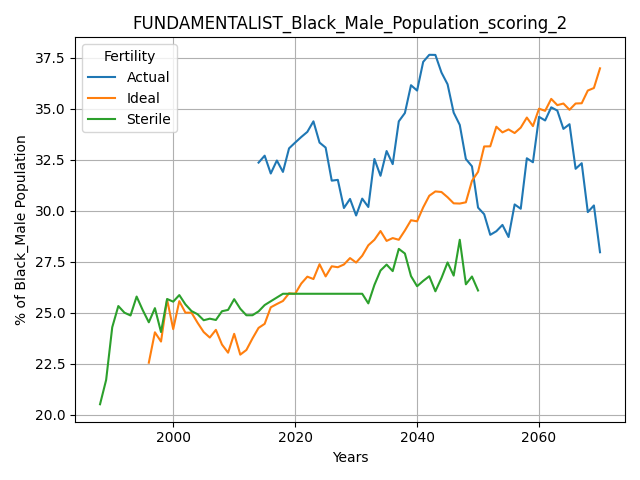 FUNDAMENTALIST_Black_Male_Population_scoring_2
Fertility
Actual
Ideal
Sterile
% of Black_Male Population
37.5
35.0
32.5
30.0
27.5
25.0
22.5
20.0
2000
2020
2040
2060
Years